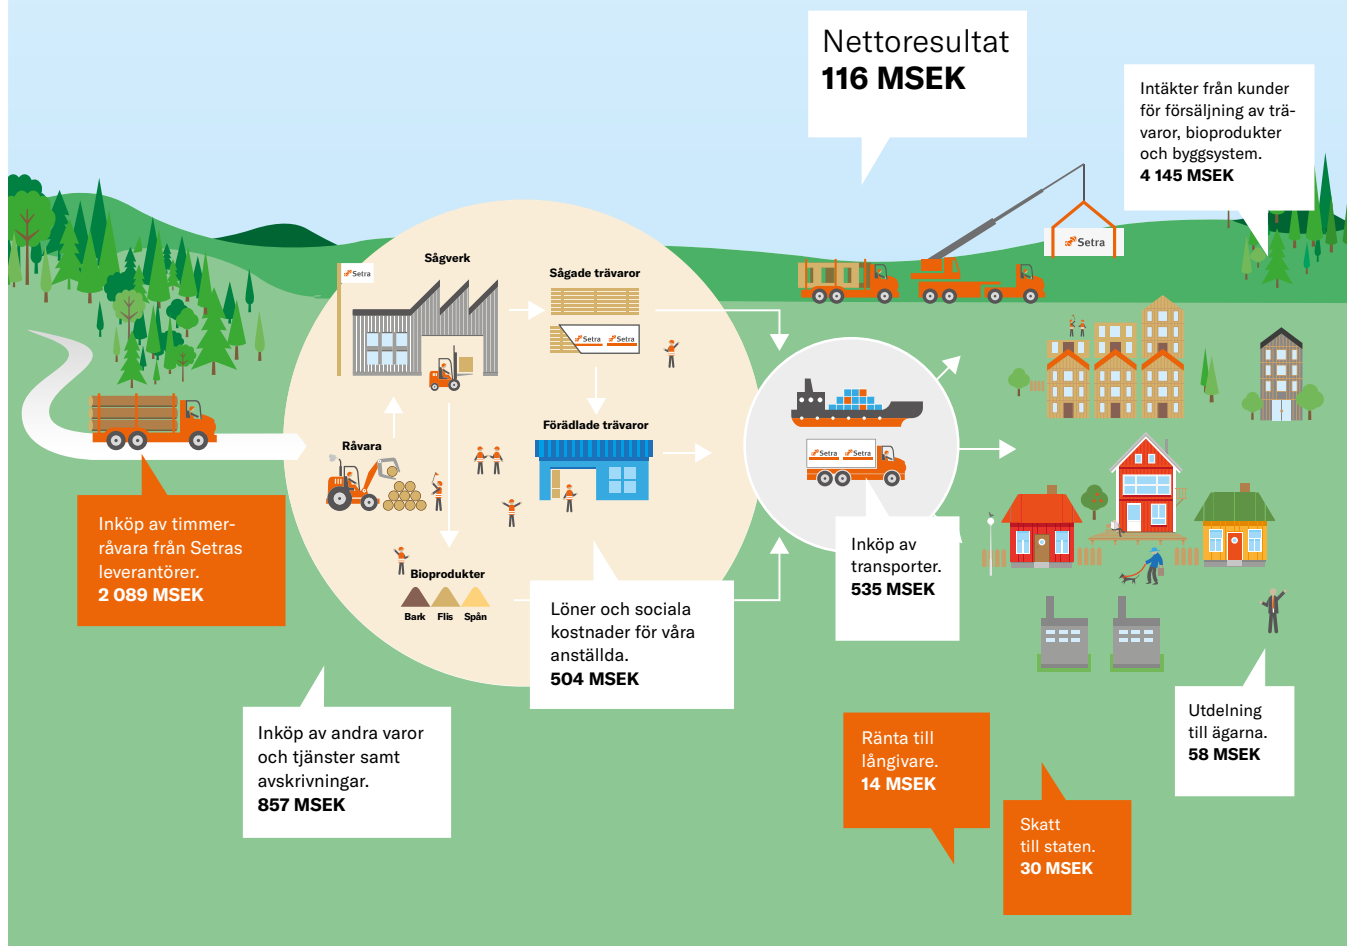 Nettoresultat
116 MSEK
Intäkter från kunder
för försäljning av trä-
varor, bioprodukter
och byggsystem.
4 145 MSEK
Setra
Sågverk
Setra
Sågade trävaror
Setra Setra
Förädlade trävaror
Råvara
Setra Setra
Inköp av timmer-
råvara från Setras
leverantörer.
2 089 MSEK
Bioprodukter
Bark Flis Spån
Löner och sociala
kostnader för våra
anställda.
504 MSEK
Inköp av
transporter.
535 MSEK
Inköp av andra varor
och tjänster samt
avskrivningar.
857 MSEK
Ränta till
långivare.
14 MSEK
Skatt
till staten.
30 MSEK
Utdelning
till ägarna.
58 MSEK